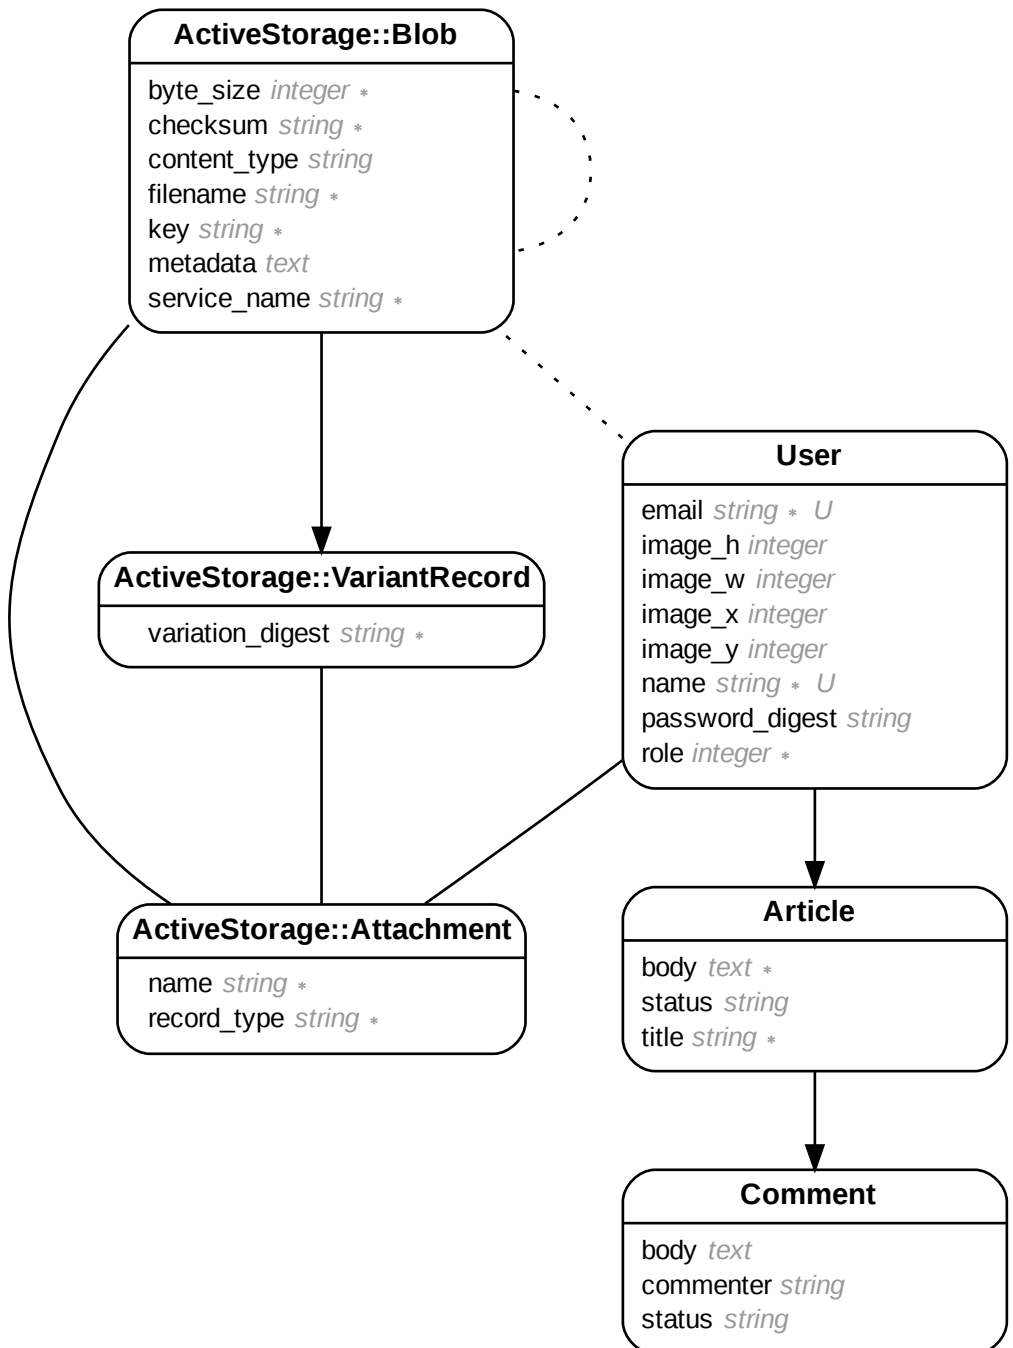 ActiveStorage::Blob
byte_size integer *
checksum string *
content_type string
filename string *
key string *
metadata text
service_name string *
User
email string * U
image_h integer
image_w integer
image_x integer
image_y integer
name string * U
password_digest string
role integer *
ActiveStorage::VariantRecord
variation_digest string *
ActiveStorage::Attachment
name string *
record_type string *
Article
body text *
status string
title string *
Comment
body text
commenter string
status string